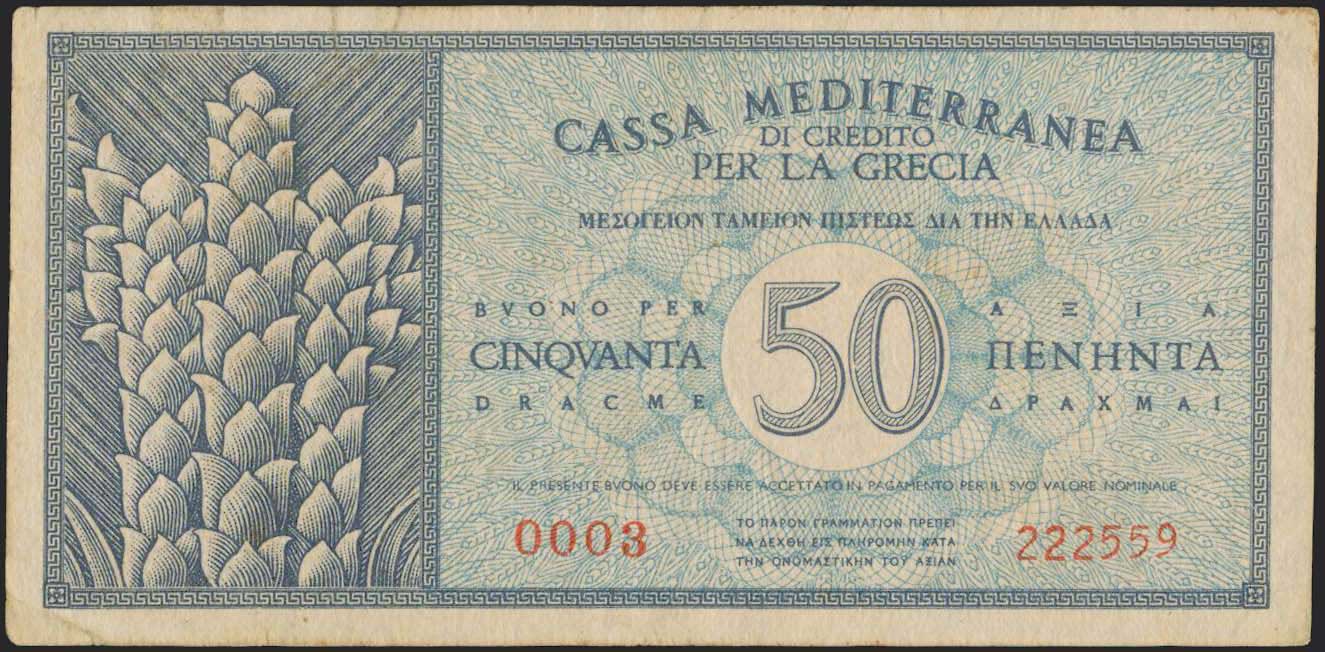 CASSA MEDITERRANEA
DI CREDITO
PER LA GRECIA
ΜΕΣΟΓΕΙΟΝ ΤΑΜΕΙΟΝ ΠΙΣΤΕΩΣ ΔΙΑ ΤΗΝ ΕΛΛΑΔΑ
BVONO PER
CINQVANTA
DRACME
50
ΑΞΙΑ
ΠΕΝΗΝΤΑ
ΔΡΑΧΜΑΙ
IL PRESENTE BVONO DEVE ESSERE ACCETTATO IN PAGAMENTO PER IL SVO VALORE NOMINALE
0003
ΤΟ ΠΑΡΟΝ ΓΡΑΜΜΑΤΙΟΝ ΠΡΕΠΕΙ
ΝΑ ΔΕΧΘΗ ΕΙΣ ΠΛΗΡΟΜΗΝ ΚΑΤΑ
ΤΗΝ ΟΝΟΜΑΣΤΙΚΗΝ ΤΟΥ ΑΞΙΑΝ
222559